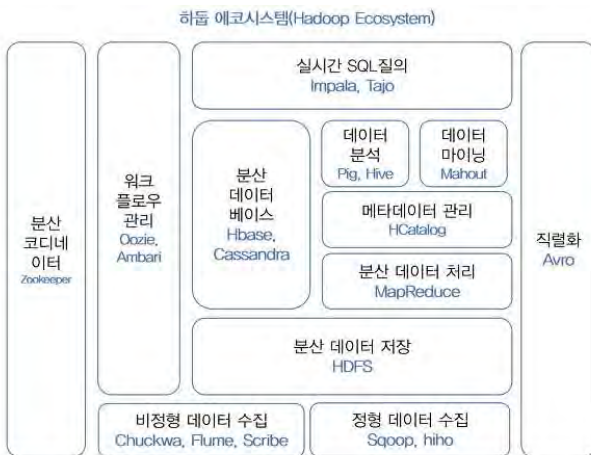 하둡 에코시스템(Hadoop Ecosystem)
분산
코디네
이터
Zookeeper
워크
플로우
관리
Oozie,
Ambari
실시간 SQL질의
Impala, Tajo
분산
데이터
베이스
Hbase,
Cassandra
데이터
분석
Pig, Hive
데이터
마이닝
Mahout
메타데이터 관리
HCatalog
분산 데이터 처리
MapReduce
분산 데이터 저장
HDFS
비정형 데이터 수집
Chuckwa, Flume, Scribe
정형 데이터 수집
Sqoop, hiho
직렬화
Avro